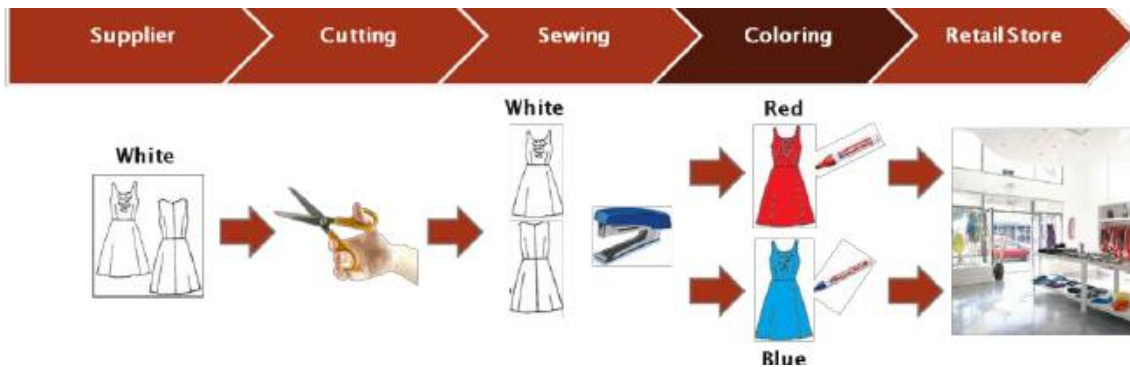 Supplier
Cutting
Sewing
Coloring
Retail Store
White
White
Red
Blue